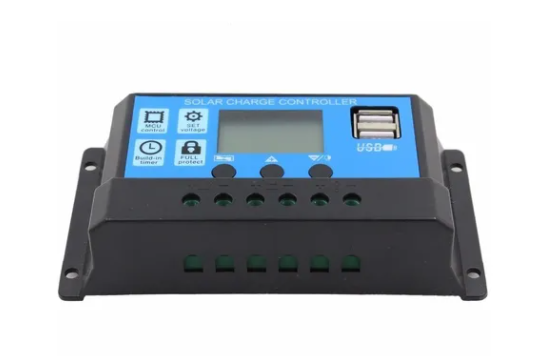 SOLAR CHARGE CONTROLLER
MCU
control
SET
voltage
Build-in
timer
FULL
protect
USB